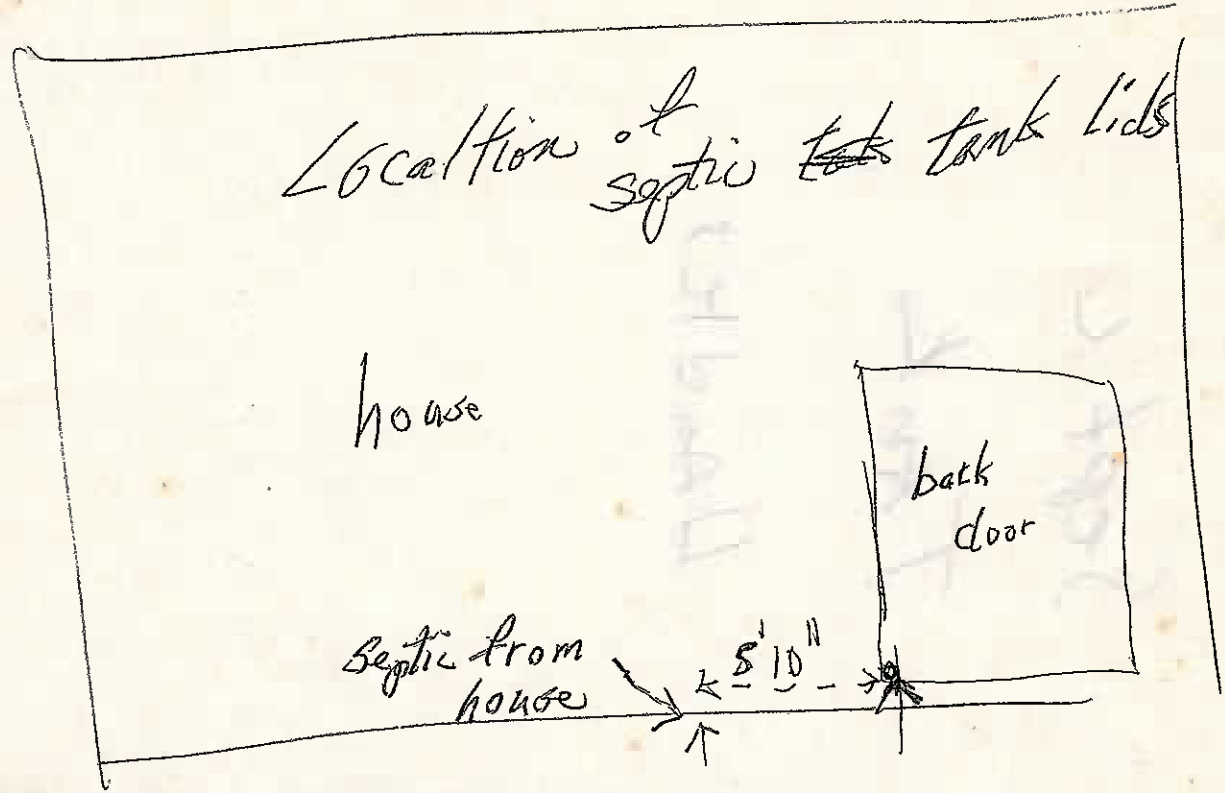 Localtion of
septic tank lids
house
back
door
septic from
house
5' 10"